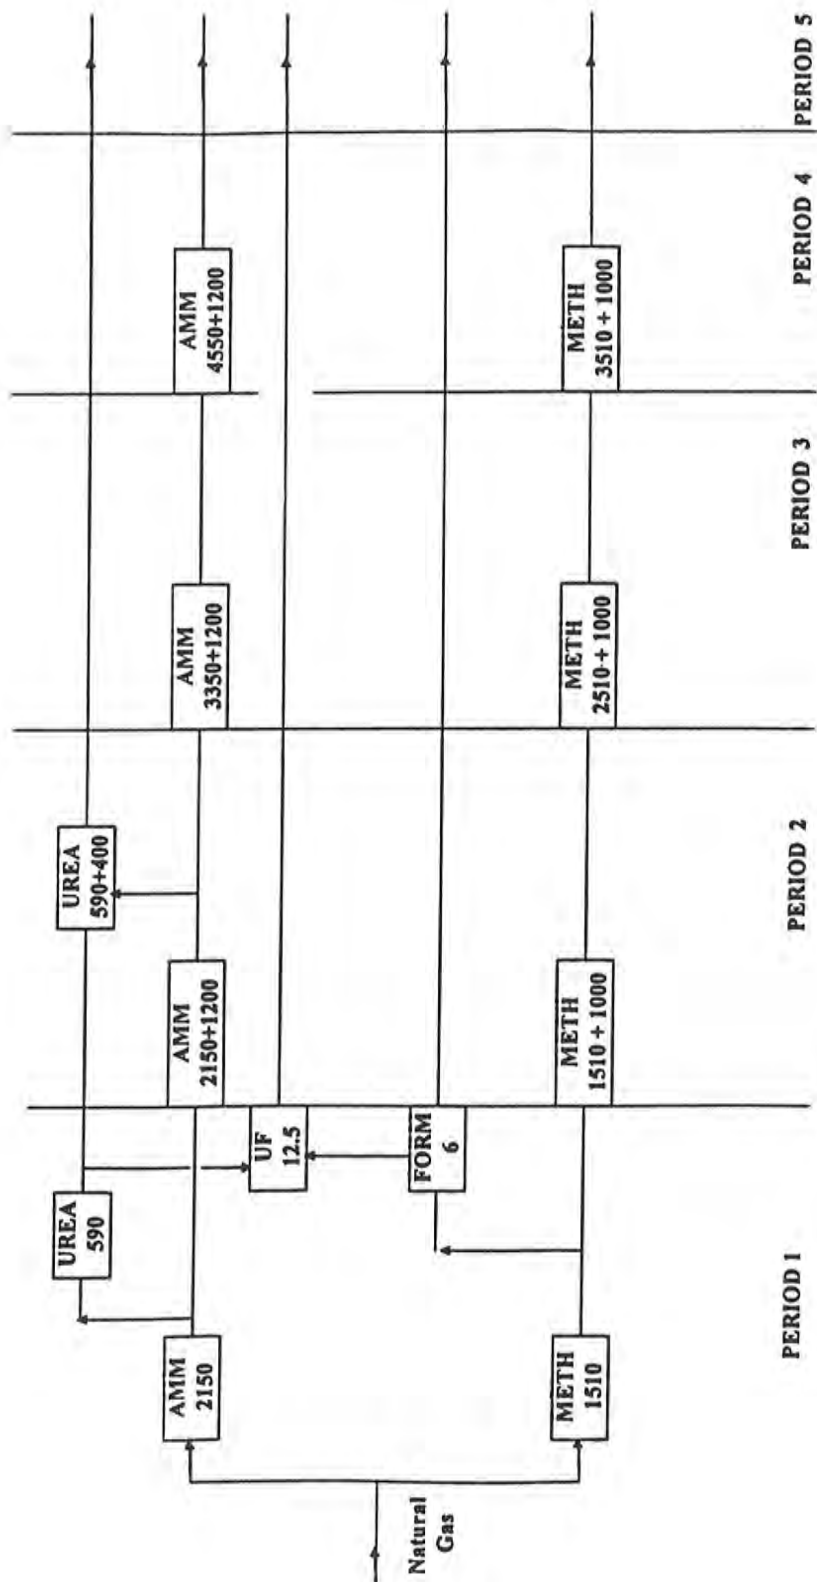 Natural
Gas
AMM
2150
METH
1510
UREA
590
UF
12.5
FORM
6
PERIOD 1
AMM
2150+1200
METH
1510 + 1000
UREA
590+400
PERIOD 2
AMM
3350+1200
METH
2510 + 1000
PERIOD 3
AMM
4550+1200
METH
3510 + 1000
PERIOD 4
PERIOD 5